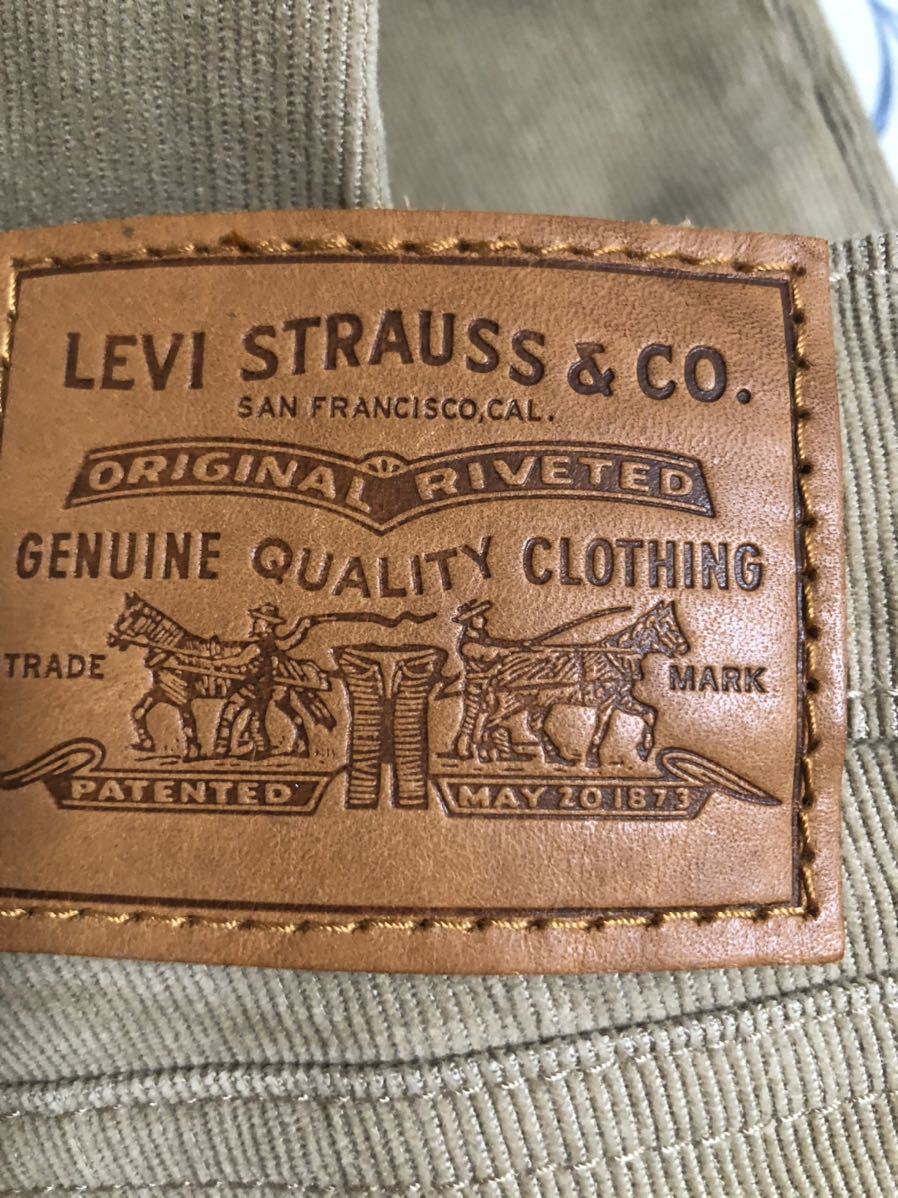 LEVI STRAUSS & CO.
SAN FRANCISCO, CAL.
ORIGINAL RIVETED
GENUINE QUALITY CLOTHING
TRADE MARK
PATENTED MAY 20 1873